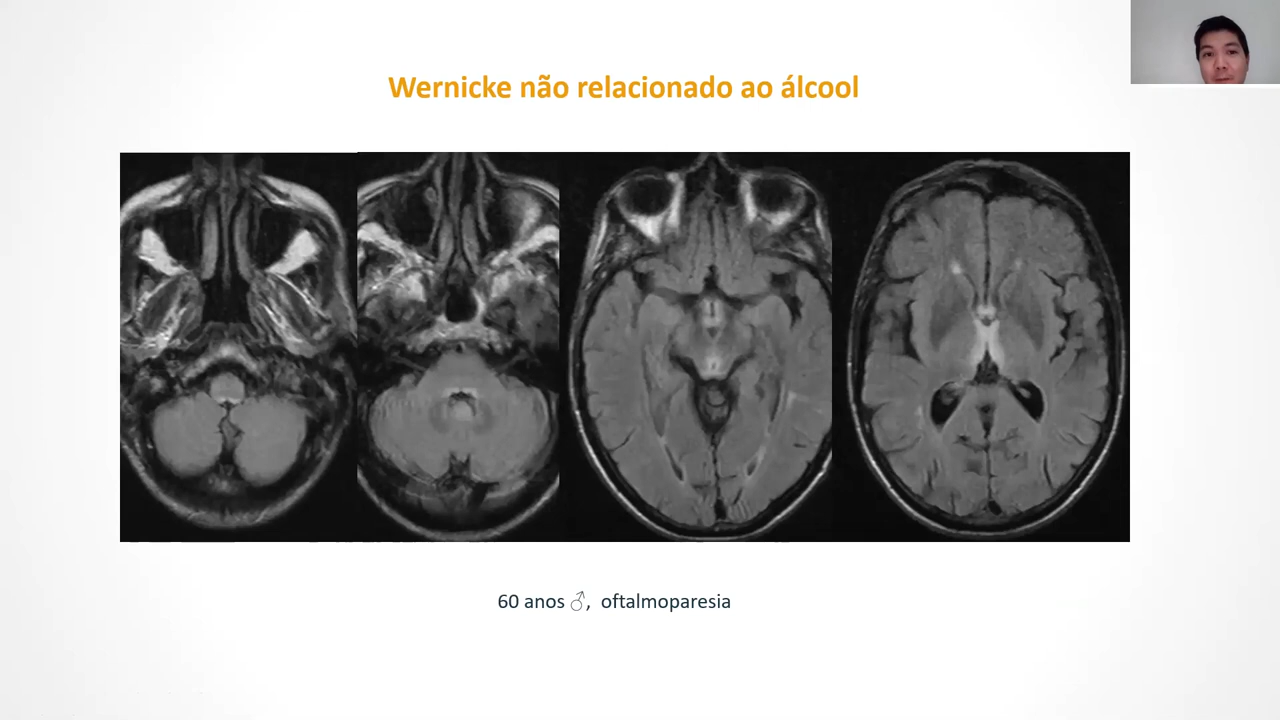 Wernicke não relacionado ao álcool
60 anos ♂, oftalmoparesia